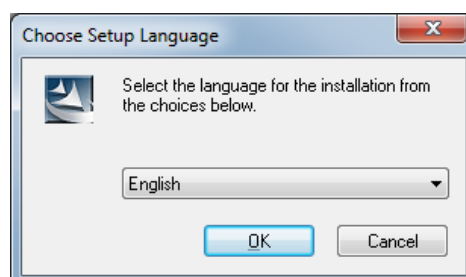 Choose Setup Language
Select the language for the installation from
the choices below.
English
OK
Cancel